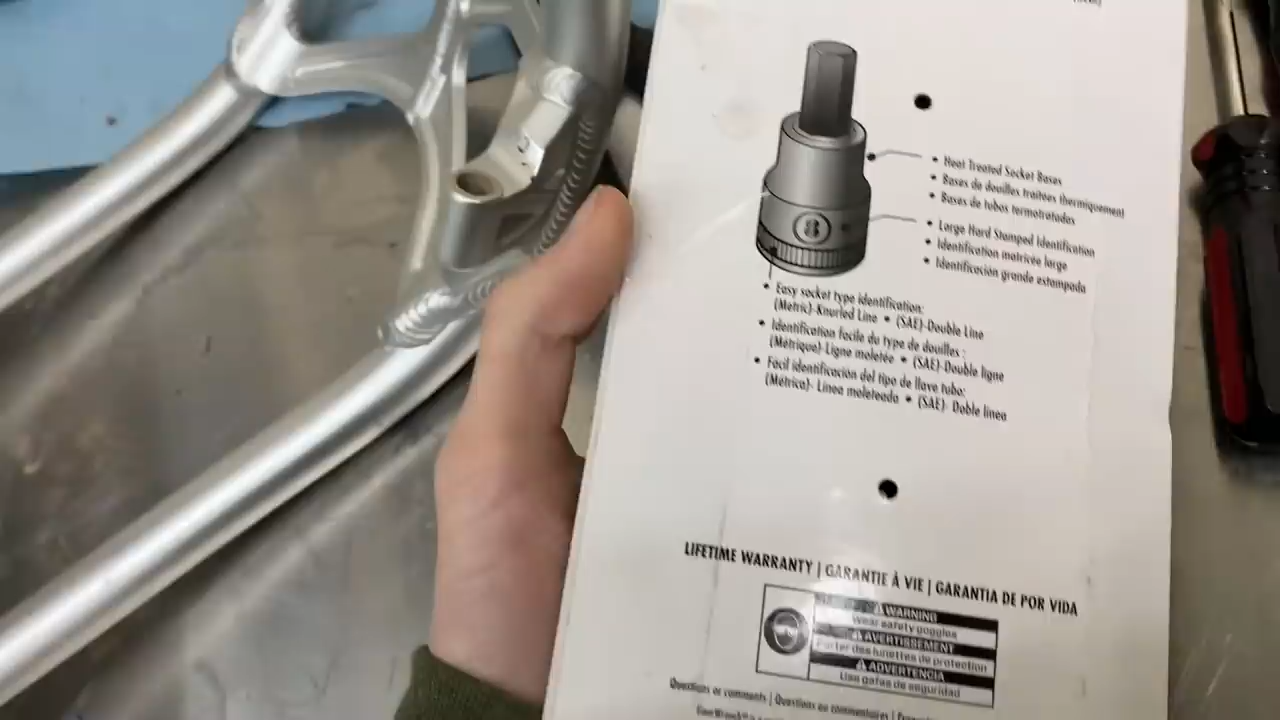 8
• Heat Treated Socket Bases
• Bases de douilles traitées thermiquement
• Bases de tubos termotratados
• Large Hard Stamped Identification
• Identification matricée large
• Identificación grande estampada
• Easy socket type identification:
(Metric)-Knurled Line • (SAE)-Double Line
• Identification facile du type de douilles :
(Métrique)-Ligne moletée • (SAE)-Double ligne
• Fácil identificación del tipo de llave tubo:
(Métrica)- Línea moleteada • (SAE)- Doble línea
LIFETIME WARRANTY | GARANTIE À VIE | GARANTIA DE POR VIDA
WARNING
Wear safety goggles
AVERTISSEMENT
Porter des lunettes de protection
ADVERTENCIA
Use gafas de seguridad
Questions or comments | Questions ou commentaires |